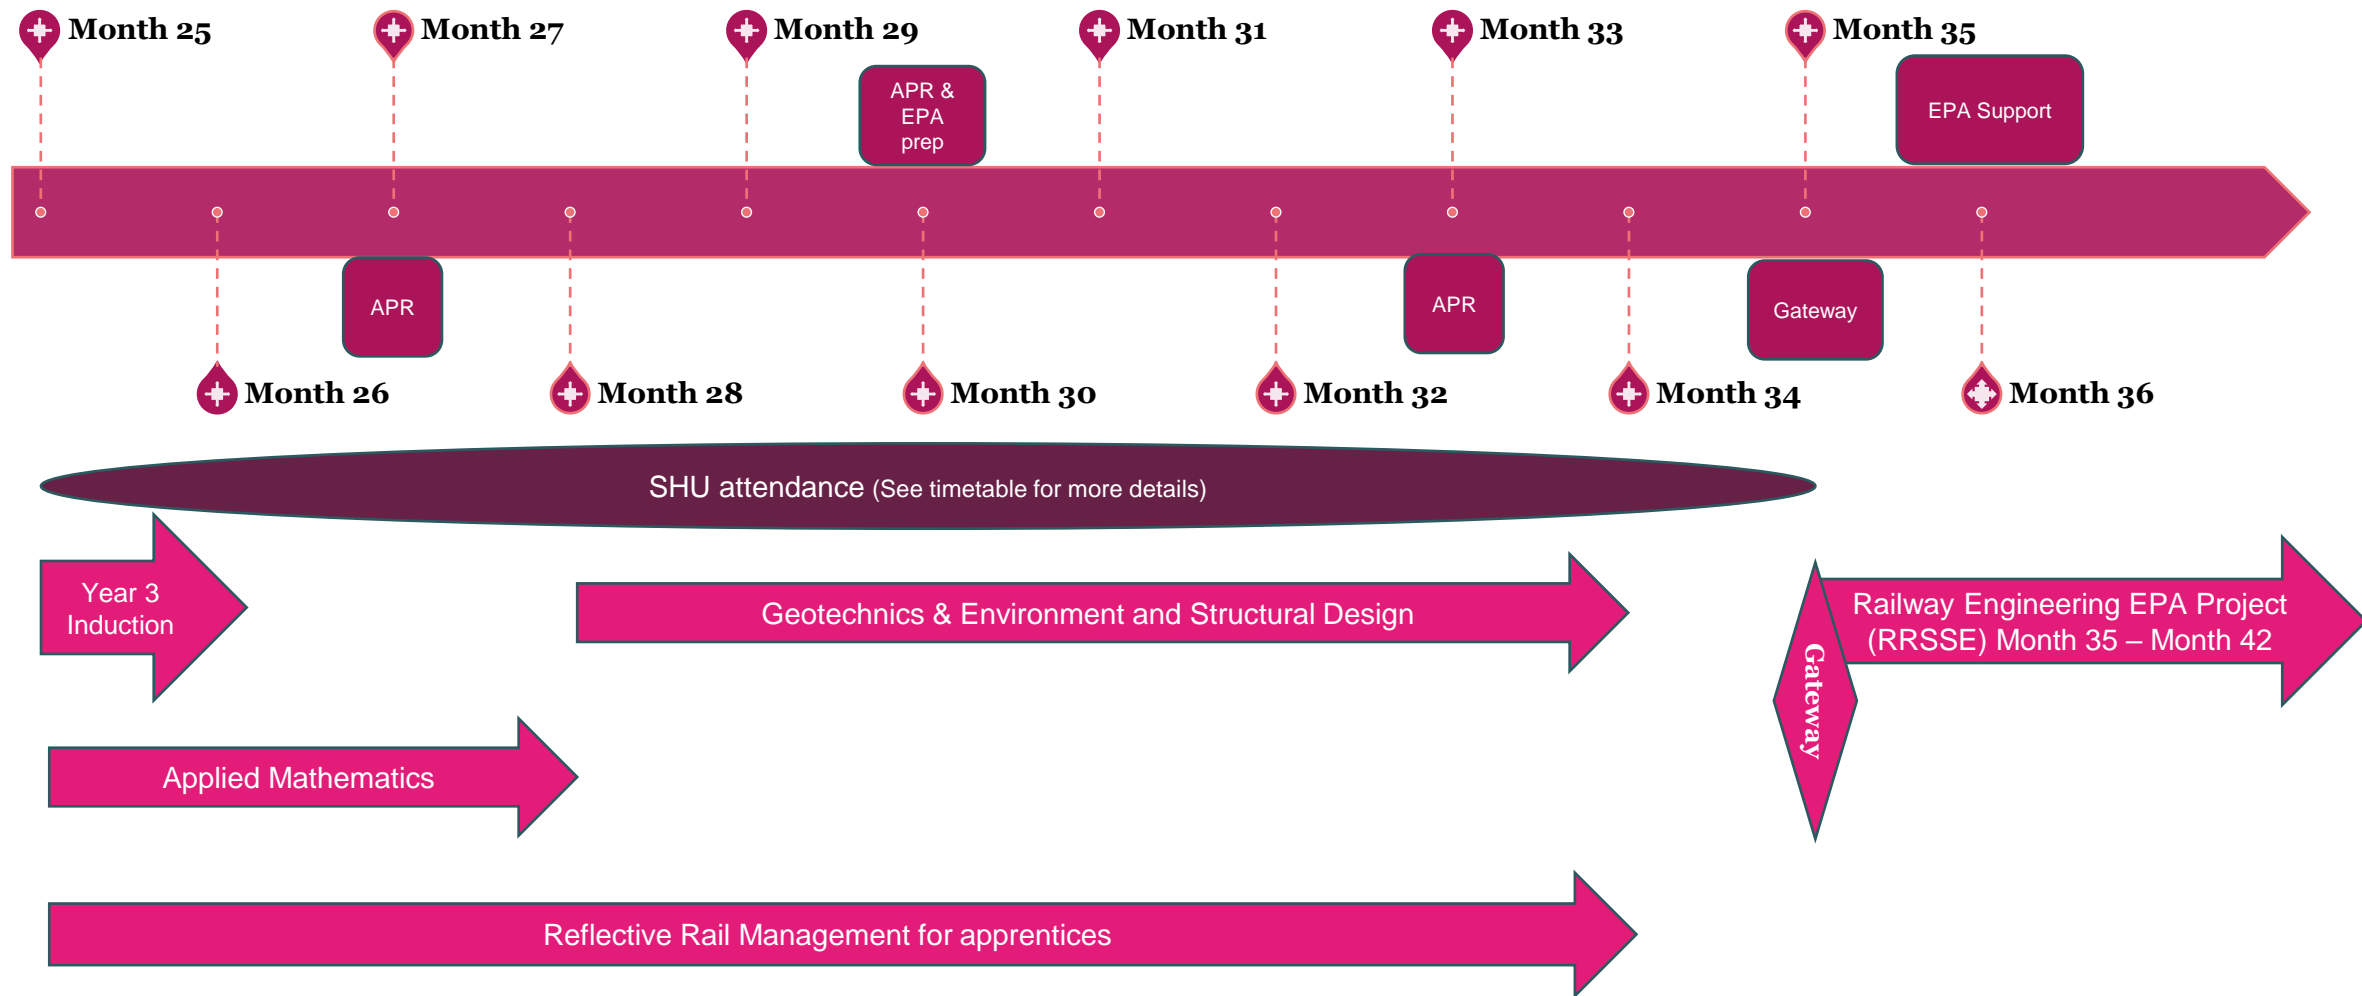 Month 25
Month 27
Month 29
Month 31
Month 33
Month 35
APR &
EPA
prep
EPA Support
APR
APR
Gateway
Month 26
Month 28
Month 30
Month 32
Month 34
Month 36
SHU attendance (See timetable for more details)
Year 3
Induction
Geotechnics & Environment and Structural Design
Railway Engineering EPA Project
(RRSSE) Month 35 – Month 42
Gateway
Applied Mathematics
Reflective Rail Management for apprentices